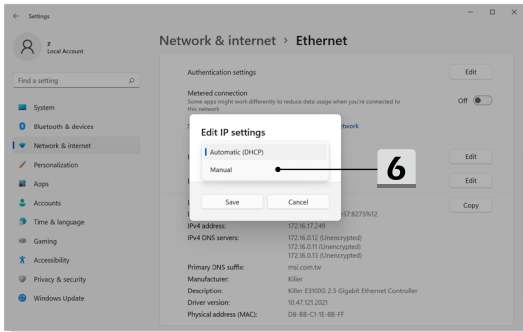 Settings
z
Local Account
Find a setting
System
Bluetooth & devices
Network & internet
Personalization
Apps
Accounts
Time & language
Gaming
Accessibility
Privacy & security
Windows Update
Network & internet > Ethernet
Authentication settings
Edit
Metered connection
Some apps might work differently to reduce data usage when you're connected to
this network
Off
Edit IP settings
Automatic (DHCP)
Manual
6
Save
Cancel
Edit
Edit
Copy
IPv4 address: 172.16.17.249
IPv4 DNS servers: 172.16.0.12 (Unencrypted)
172.16.0.11 (Unencrypted)
172.16.0.13 (Unencrypted)
Primary DNS suffix: msi.com.tw
Manufacturer: Killer
Description: Killer E3100G 2.5 Gigabit Ethernet Controller
Driver version: 10.47.121.2021
Physical address (MAC): D8-BB-C1-1E-8B-FF